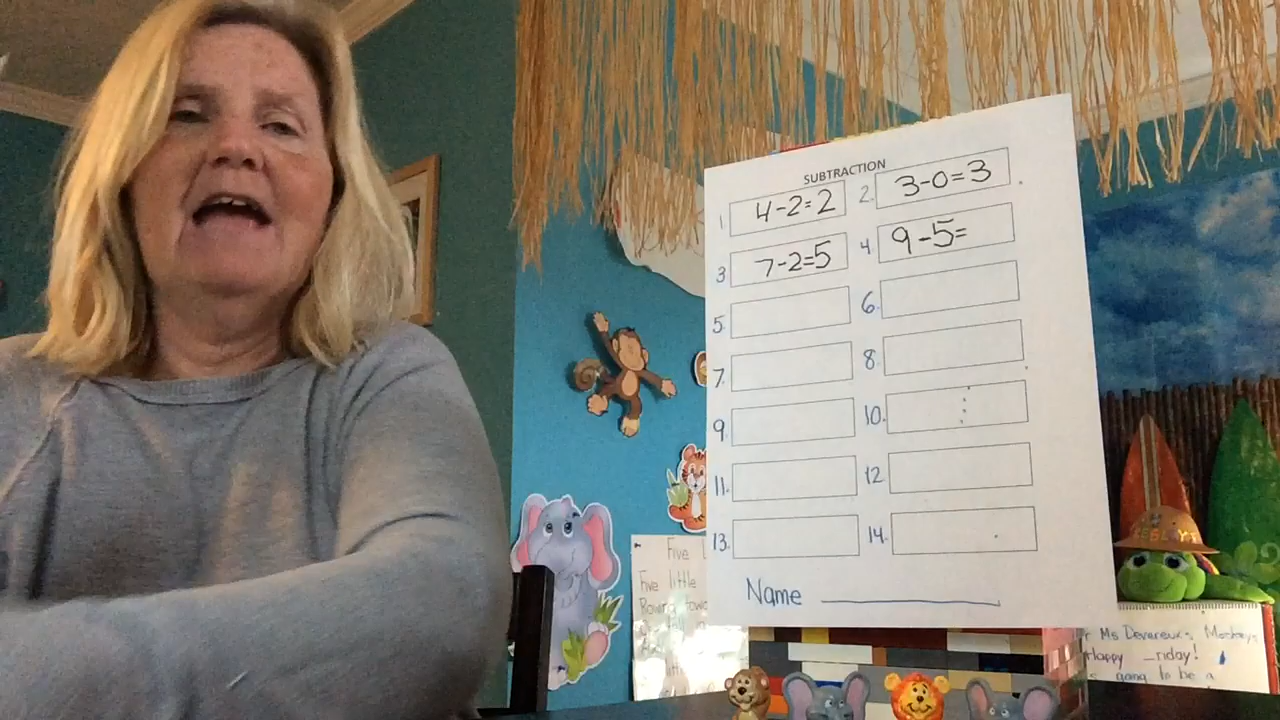 SUBTRACTION
1 4-2=2 2. 3-0=3
3 7-2=5 4 9-5=
5. 6.
7. 8.
9. 10.
11. 12
13. 14.
Name
Five
Five little
Ms Devereux's Monkeys
Happy _riday!
going to be a